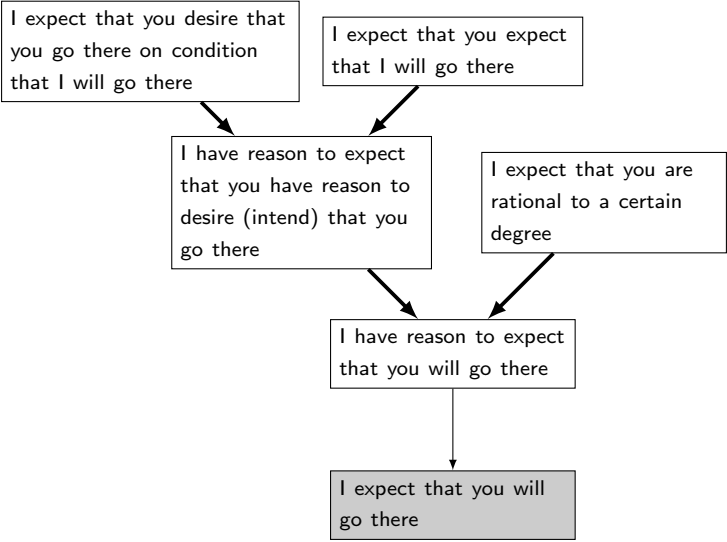 I expect that you desire that
you go there on condition
that I will go there
I expect that you expect
that I will go there
I have reason to expect
that you have reason to
desire (intend) that you
go there
I expect that you are
rational to a certain
degree
I have reason to expect
that you will go there
I expect that you will
go there